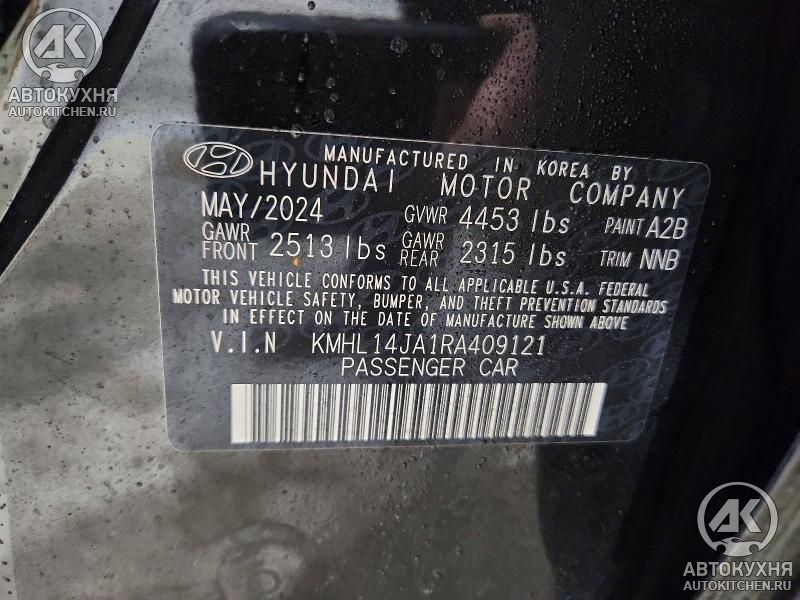 AK
АВТОКУХНЯ
AUTOKITCHEN.RU
MANUFACTURED IN KOREA BY
HYUNDAI MOTOR COMPANY
MAY/2024 GVWR 4453 lbs PAINT A2B
GAWR FRONT 2513 lbs GAWR REAR 2315 lbs TRIM NNB
THIS VEHICLE CONFORMS TO ALL APPLICABLE U.S.A. FEDERAL
MOTOR VEHICLE SAFETY, BUMPER, AND THEFT PREVENTION STANDARDS
IN EFFECT ON THE DATE OF MANUFACTURE SHOWN ABOVE
V.I.N KMHL14JA1RA409121
PASSENGER CAR
AK
АВТОКУХНЯ
AUTOKITCHEN.RU